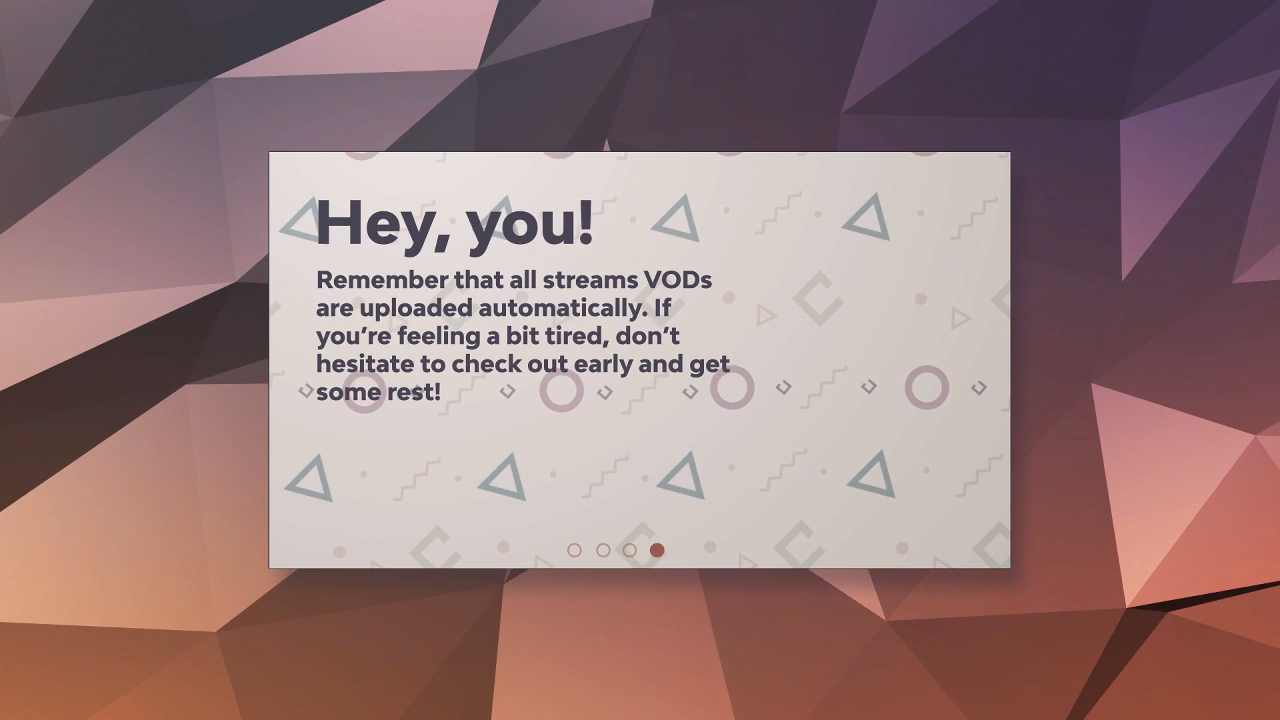 Hey, you!
Remember that all streams VODs
are uploaded automatically. If
you’re feeling a bit tired, don’t
hesitate to check out early and get
some rest!